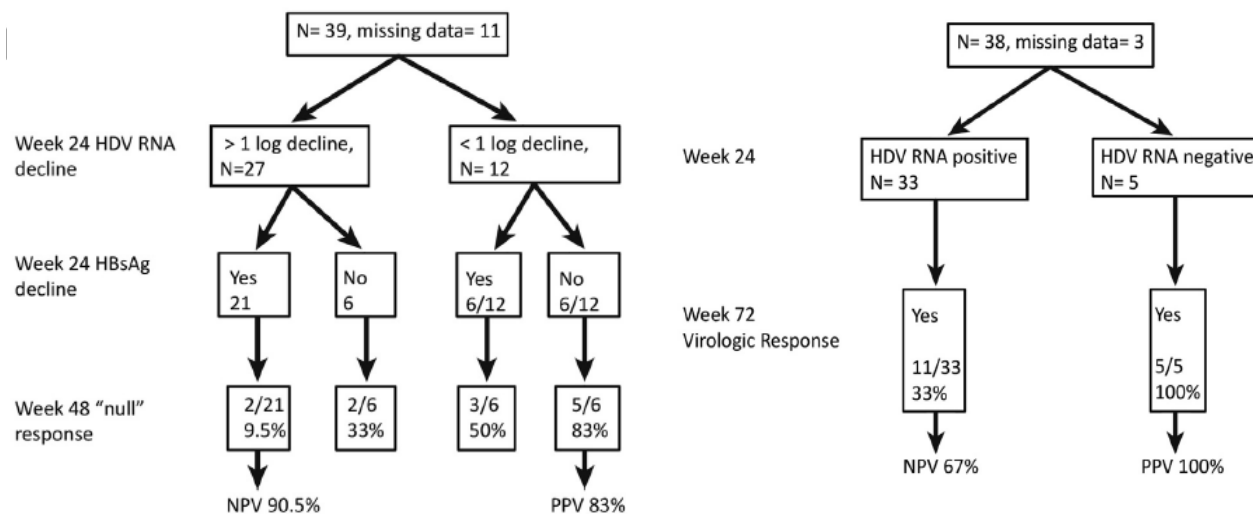 N= 39, missing data= 11
Week 24 HDV RNA
decline
> 1 log decline,
N=27
< 1 log decline,
N= 12
Week 24 HBsAg
decline
Yes
21
No
6
Yes
6/12
No
6/12
Week 48 “null”
response
2/21
9.5%
2/6
33%
3/6
50%
5/6
83%
NPV 90.5%
PPV 83%
N= 38, missing data= 3
Week 24
HDV RNA positive
N= 33
HDV RNA negative
N= 5
Week 72
Virologic Response
Yes
11/33
33%
Yes
5/5
100%
NPV 67%
PPV 100%